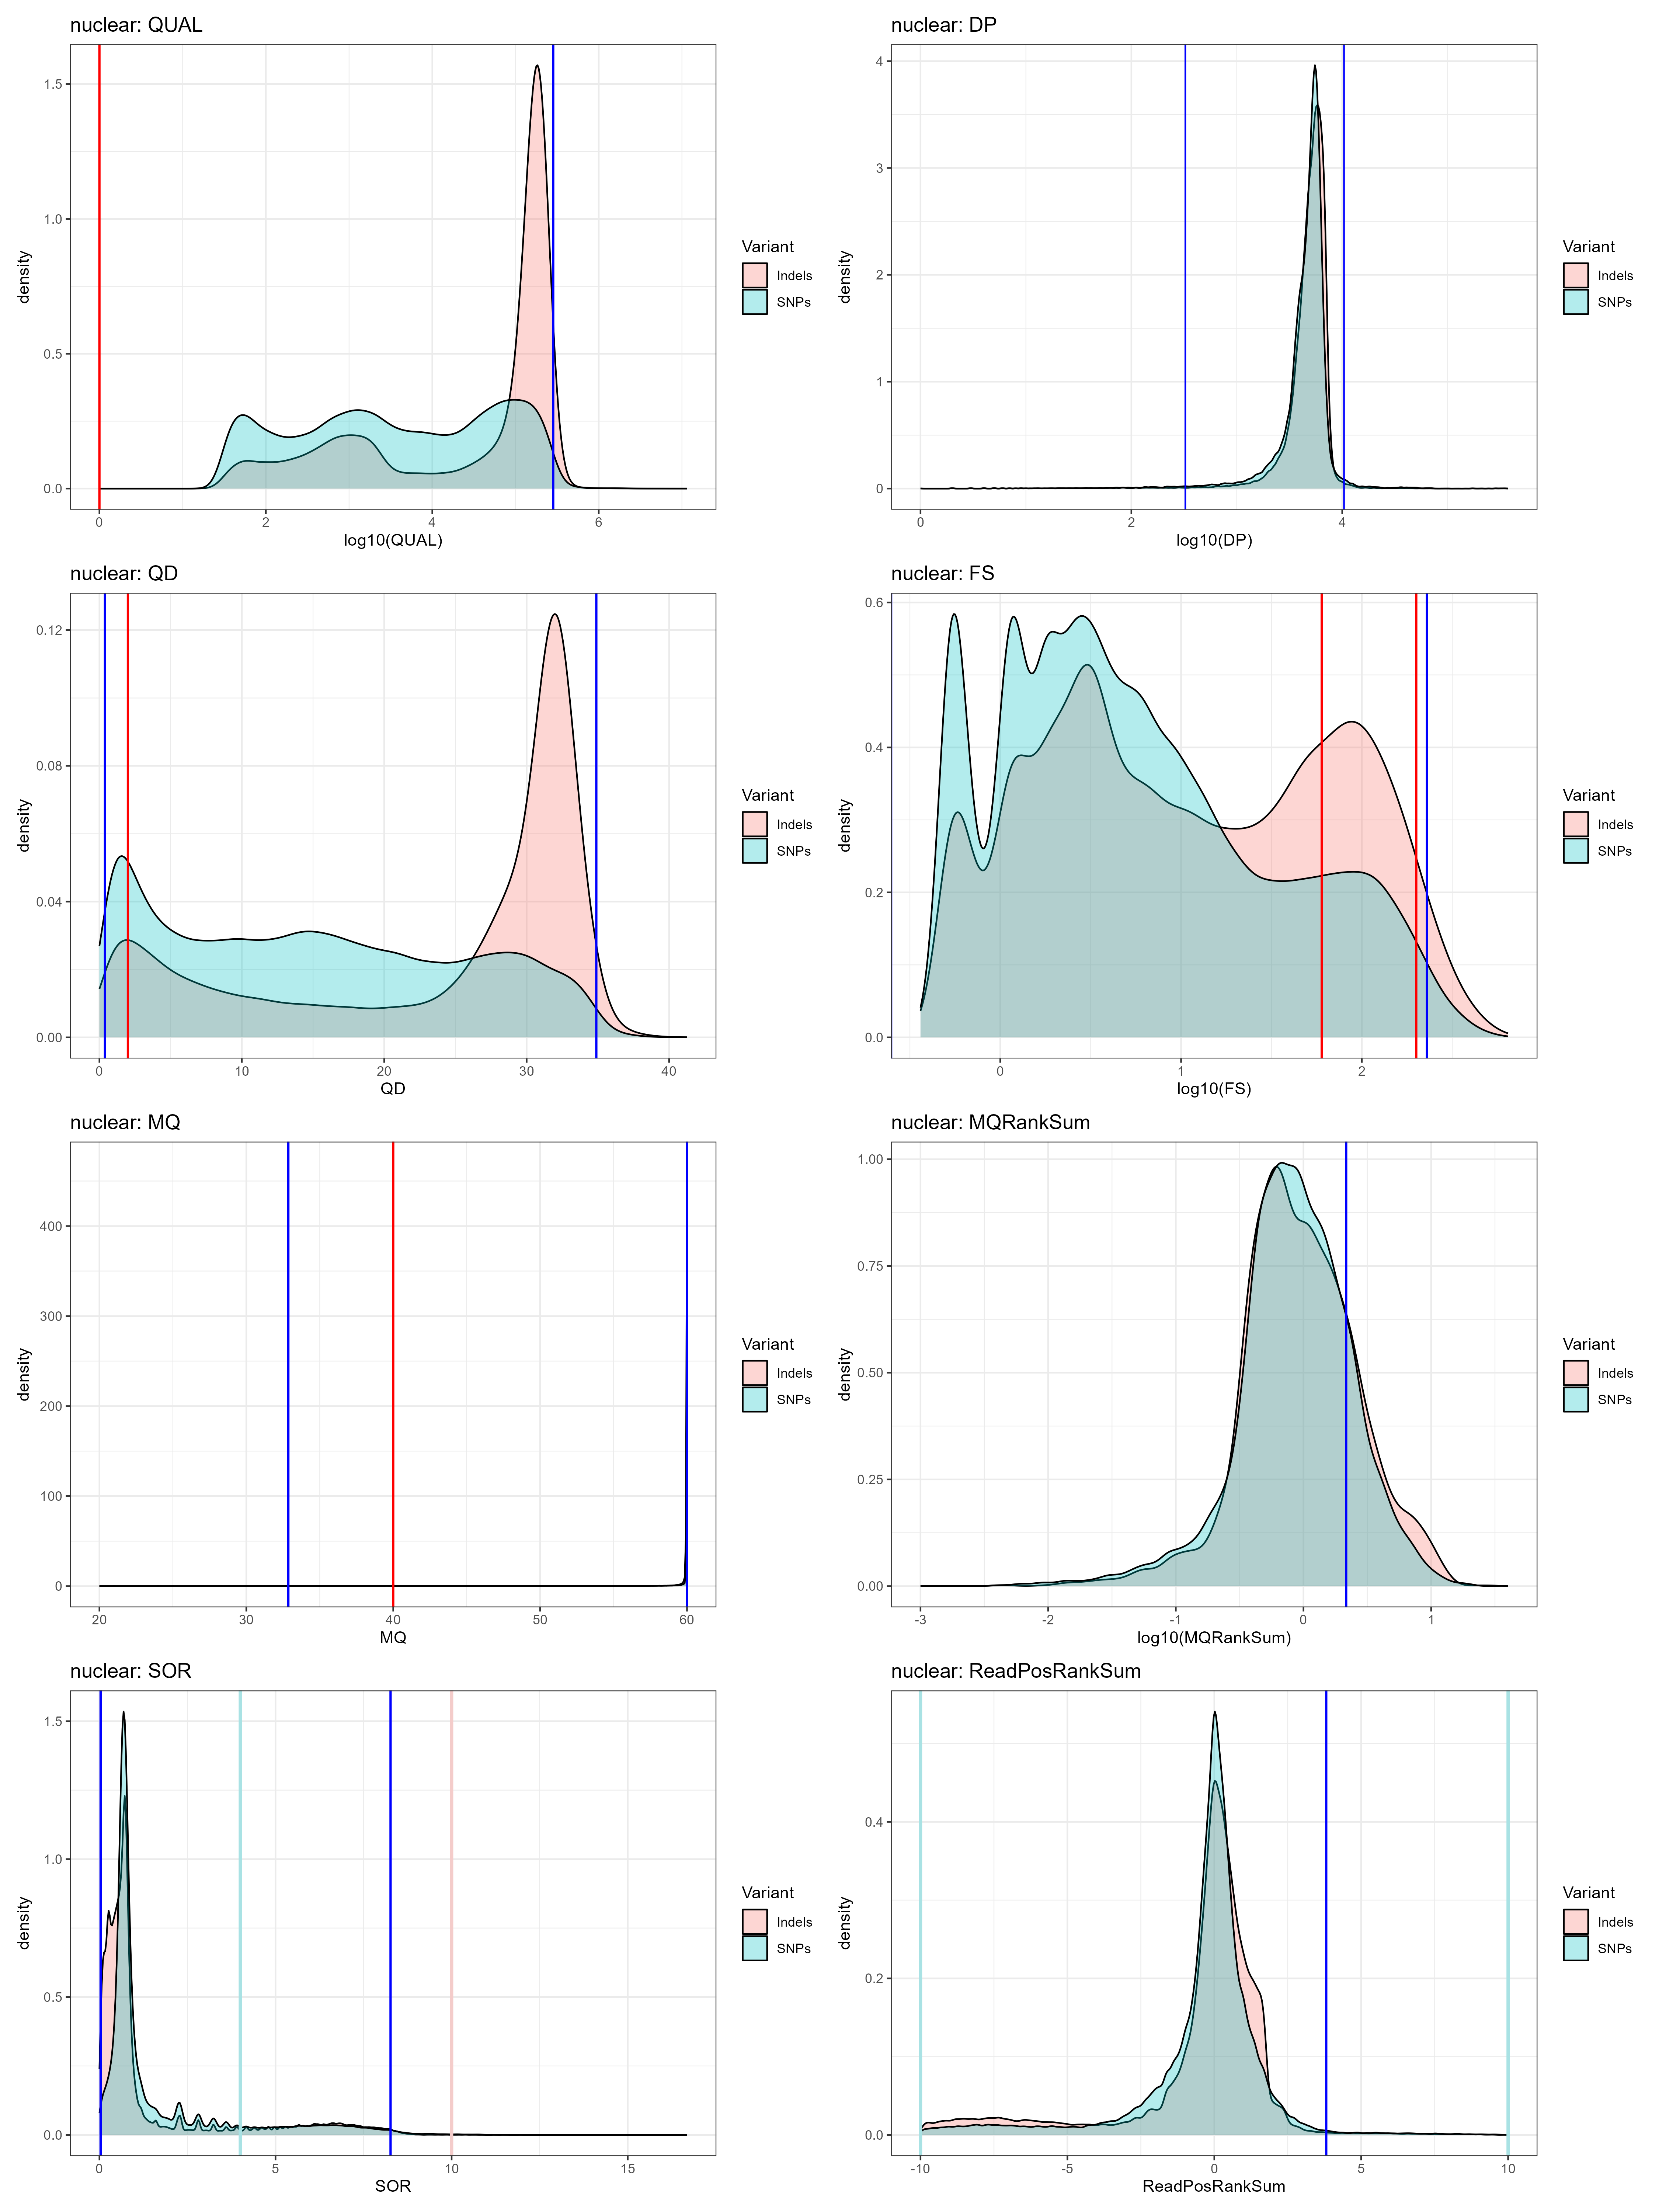 nuclear: QUAL
1.5
1.0
0.5
0.0
density
0 2 4 6
log10(QUAL)
Variant
Indels
SNPs
nuclear: DP
4
3
2
1
0
density
0 2 4
log10(DP)
Variant
Indels
SNPs
nuclear: QD
0.12
0.08
0.04
0.00
density
0 10 20 30 40
QD
Variant
Indels
SNPs
nuclear: FS
0.6
0.4
0.2
0.0
density
0 1 2
log10(FS)
Variant
Indels
SNPs
nuclear: MQ
400
300
200
100
0
density
20 30 40 50 60
MQ
Variant
Indels
SNPs
nuclear: MQRankSum
1.00
0.75
0.50
0.25
0.00
density
-3 -2 -1 0 1
log10(MQRankSum)
Variant
Indels
SNPs
nuclear: SOR
1.5
1.0
0.5
0.0
density
0 5 10 15
SOR
Variant
Indels
SNPs
nuclear: ReadPosRankSum
0.4
0.2
0.0
density
-10 -5 0 5 10
ReadPosRankSum
Variant
Indels
SNPs